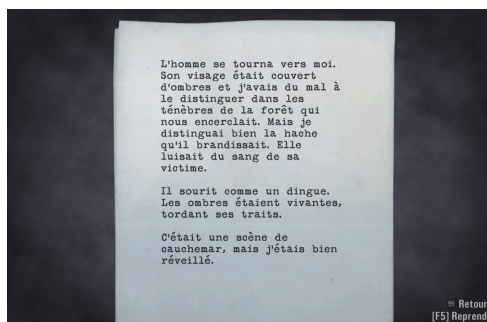 L'homme se tourna vers moi.
Son visage était couvert
d'ombres et j'avais du mal à
le distinguer dans les
ténèbres de la forêt qui
nous encerclait. Mais je
distinguai bien la hache
qu'il brandissait. Elle
luisait du sang de sa
victime.
Il sourit comme un dingue.
Les ombres étaient vivantes,
tordant ses traits.
C'était une scène de
cauchemar, mais j'étais bien
réveillé.
Retour
[F5] Reprend